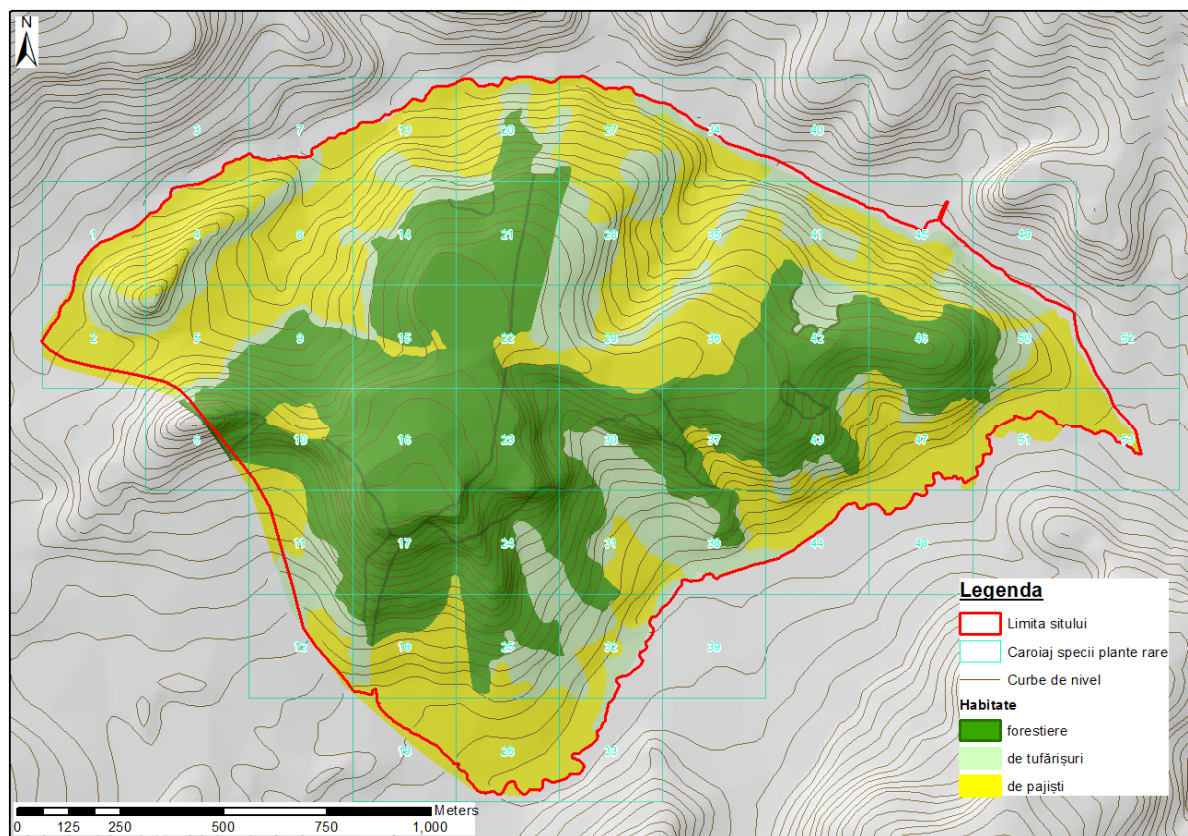 N
3 7 13 20 27 34 40
1 4 8 14 21 28 35 41 45 49
2 5 9 15 22 29 36 42 46 50 52
6 10 16 23 30 37 43 47 51 53
11 17 24 31 38 44 48
12 18 25 32 39
19 26 33
Legenda
Limita sitului
Caroiaj specii plante rare
Curbe de nivel
Habitate
forestiere
de tufărișuri
de pajiști
Meters
0 125 250 500 750 1,000